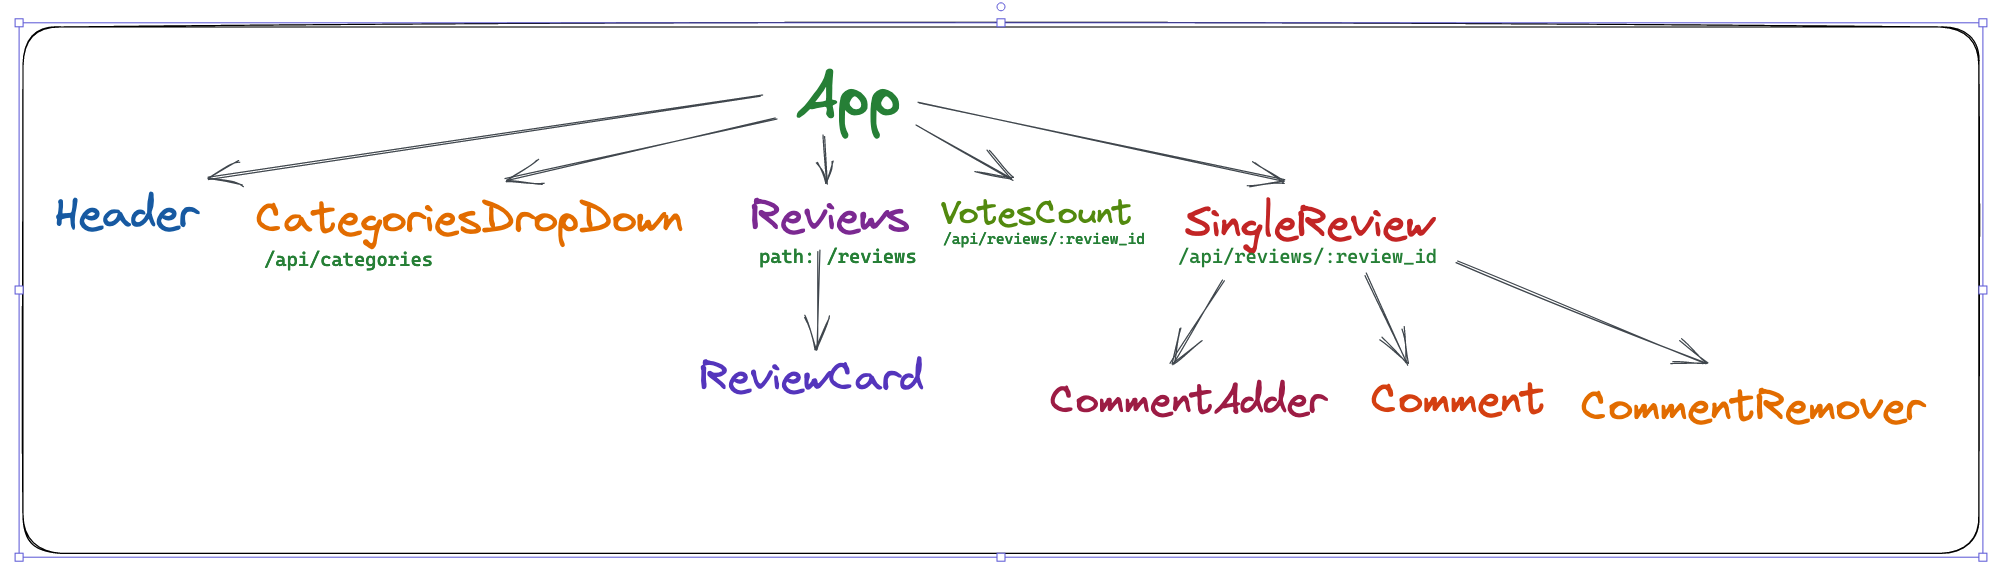 App
Header
CategoriesDropDown
/api/categories
Reviews
path: /reviews
VotesCount
/api/reviews/:review_id
SingleReview
/api/reviews/:review_id
ReviewCard
CommentAdder
Comment
CommentRemover